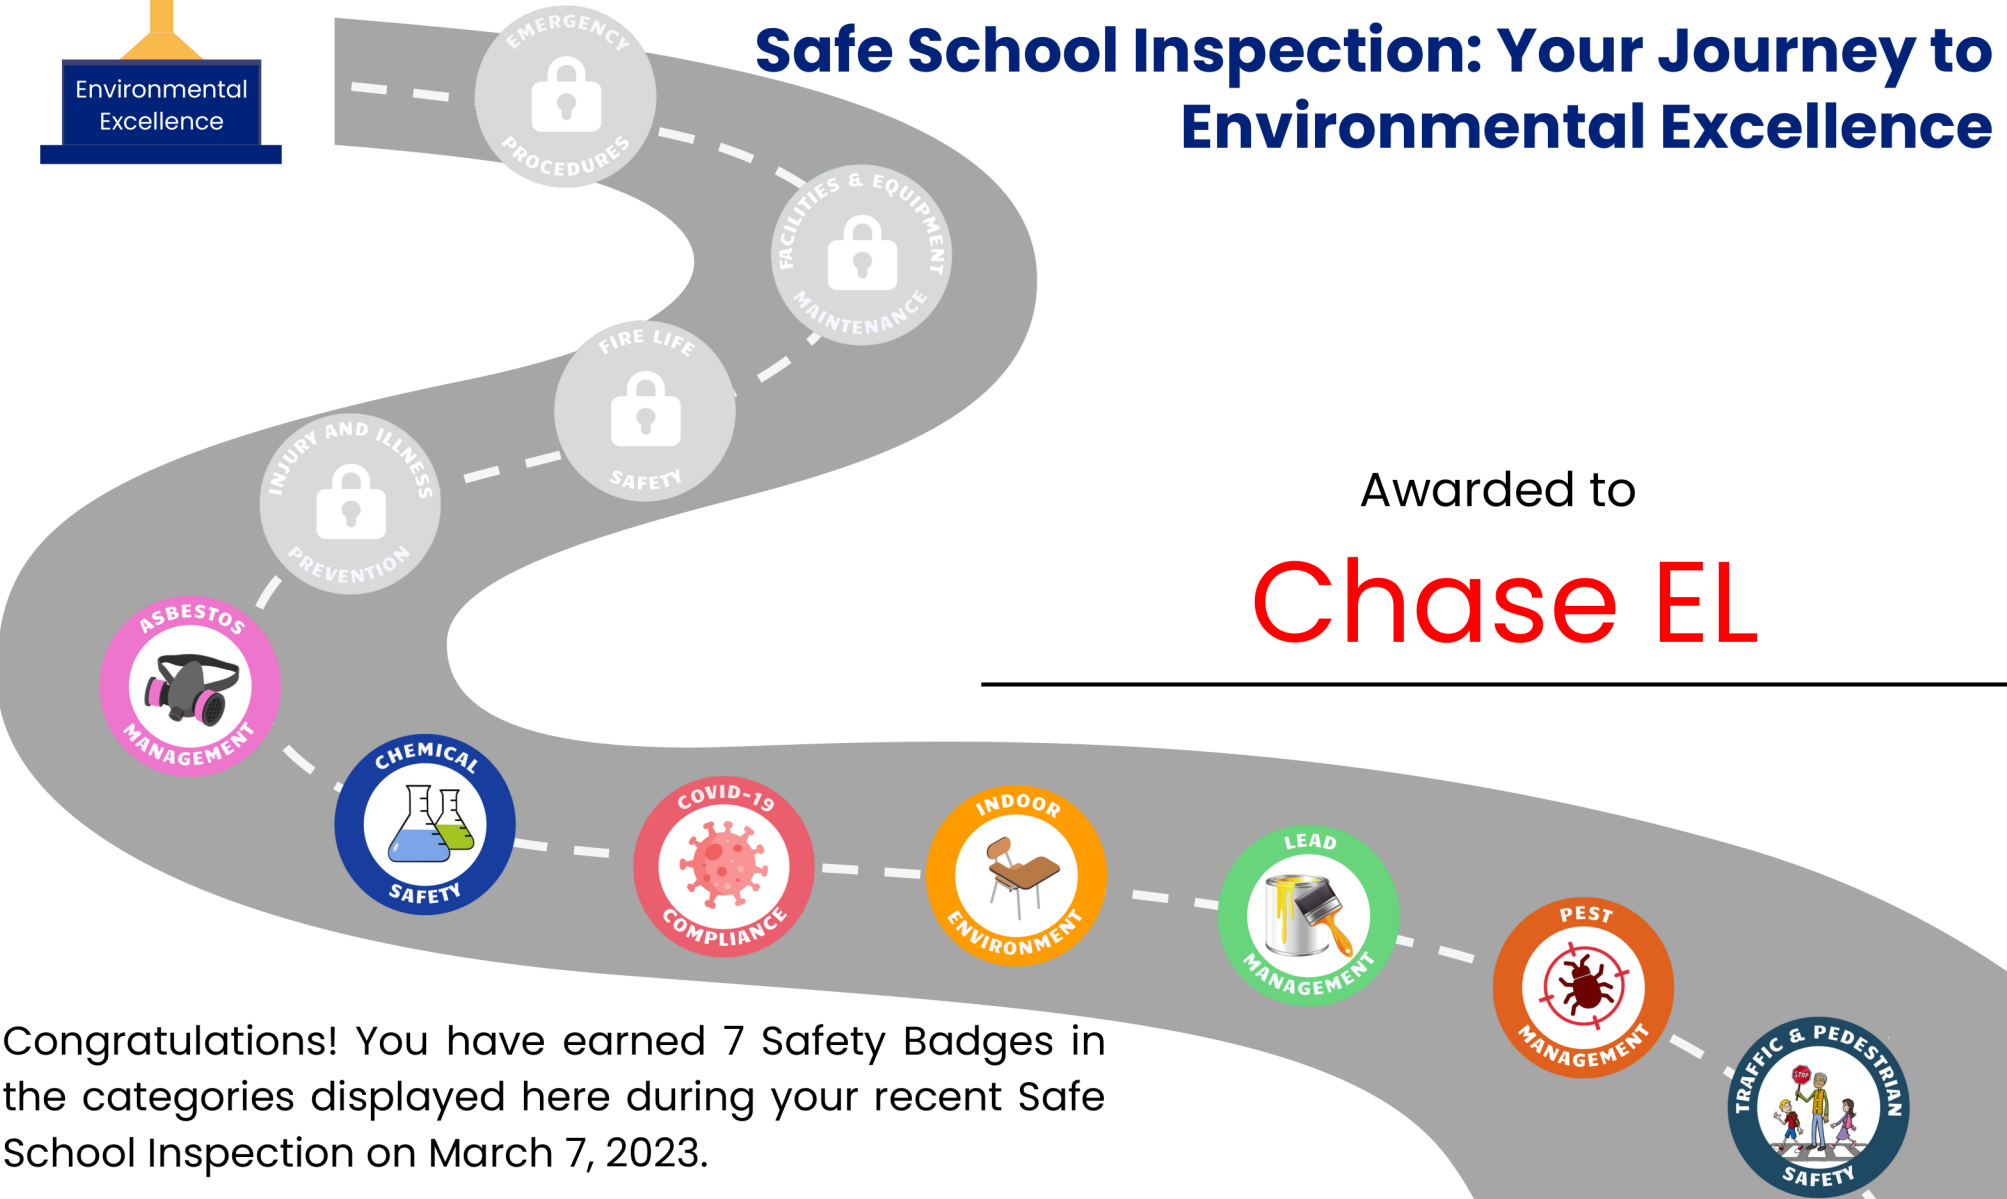 Environmental
Excellence
Safe School Inspection: Your Journey to
Environmental Excellence
EMERGENCY
PROCEDURES
FACILITIES & EQUIPMENT
MAINTENANCE
FIRE LIFE
SAFETY
INJURY AND ILLNESS
PREVENTION
Awarded to
Chase EL
ASBESTOS
MANAGEMENT
CHEMICAL
SAFETY
COVID-19
COMPLIANCE
INDOOR
ENVIRONMENT
LEAD
MANAGEMENT
PEST
MANAGEMENT
TRAFFIC & PEDESTRIAN
STOP
SAFETY
Congratulations! You have earned 7 Safety Badges in
the categories displayed here during your recent Safe
School Inspection on March 7, 2023.